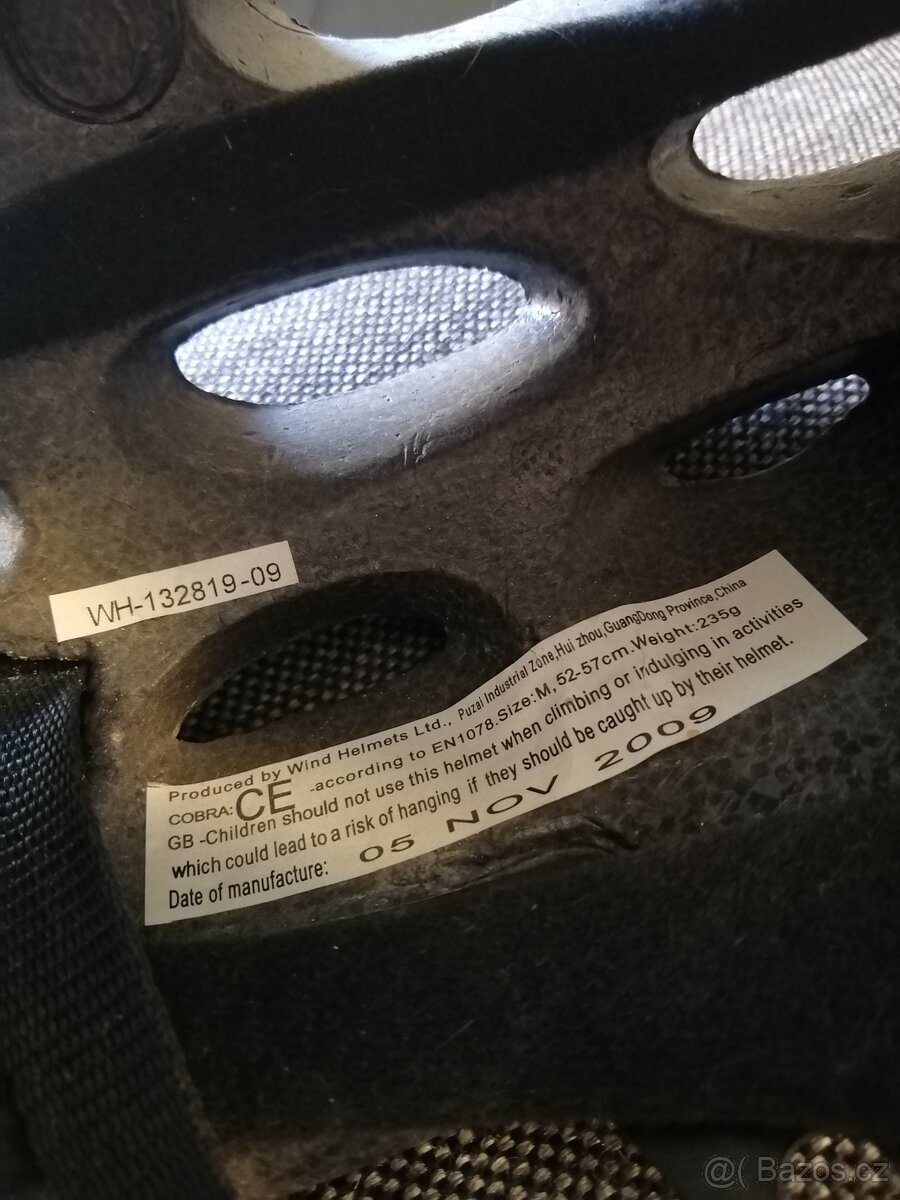 WH-132819-09
Produced by Wind Helmets Ltd., Puzai Industrial Zone,Hui zhou,GuangDong Province,China
COBRA: CE -according to EN1078.Size:M, 52-57cm.Weight:235g
GB -Children should not use this helmet when climbing or indulging in activities
which could lead to a risk of hanging if they should be caught up by their helmet.
Date of manufacture: 05 NOV 2009
@( Bazos.cz